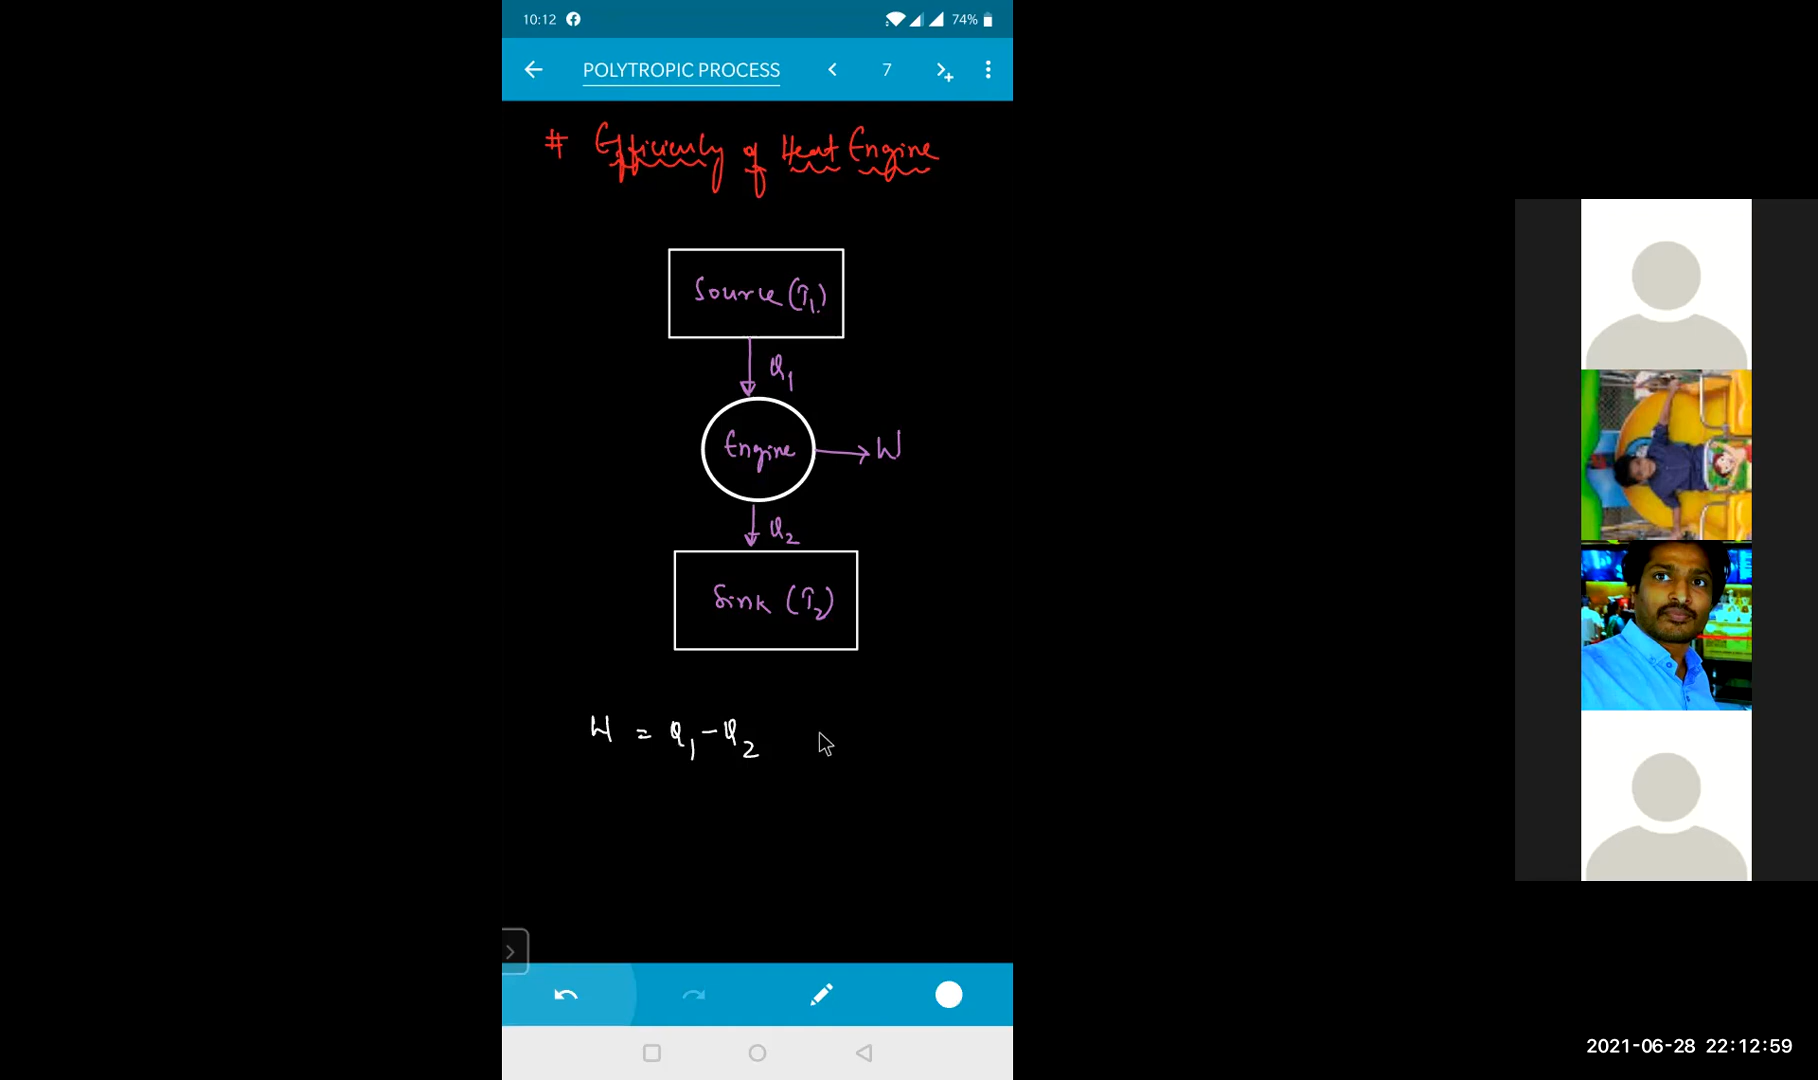 10:12 74%
POLYTROPIC PROCESS 7
# Efficiency of Heat Engine
Source (T1)
Q1
Engine → W
Q2
Sink (T2)
W = Q1 - Q2
2021-06-28 22:12:59